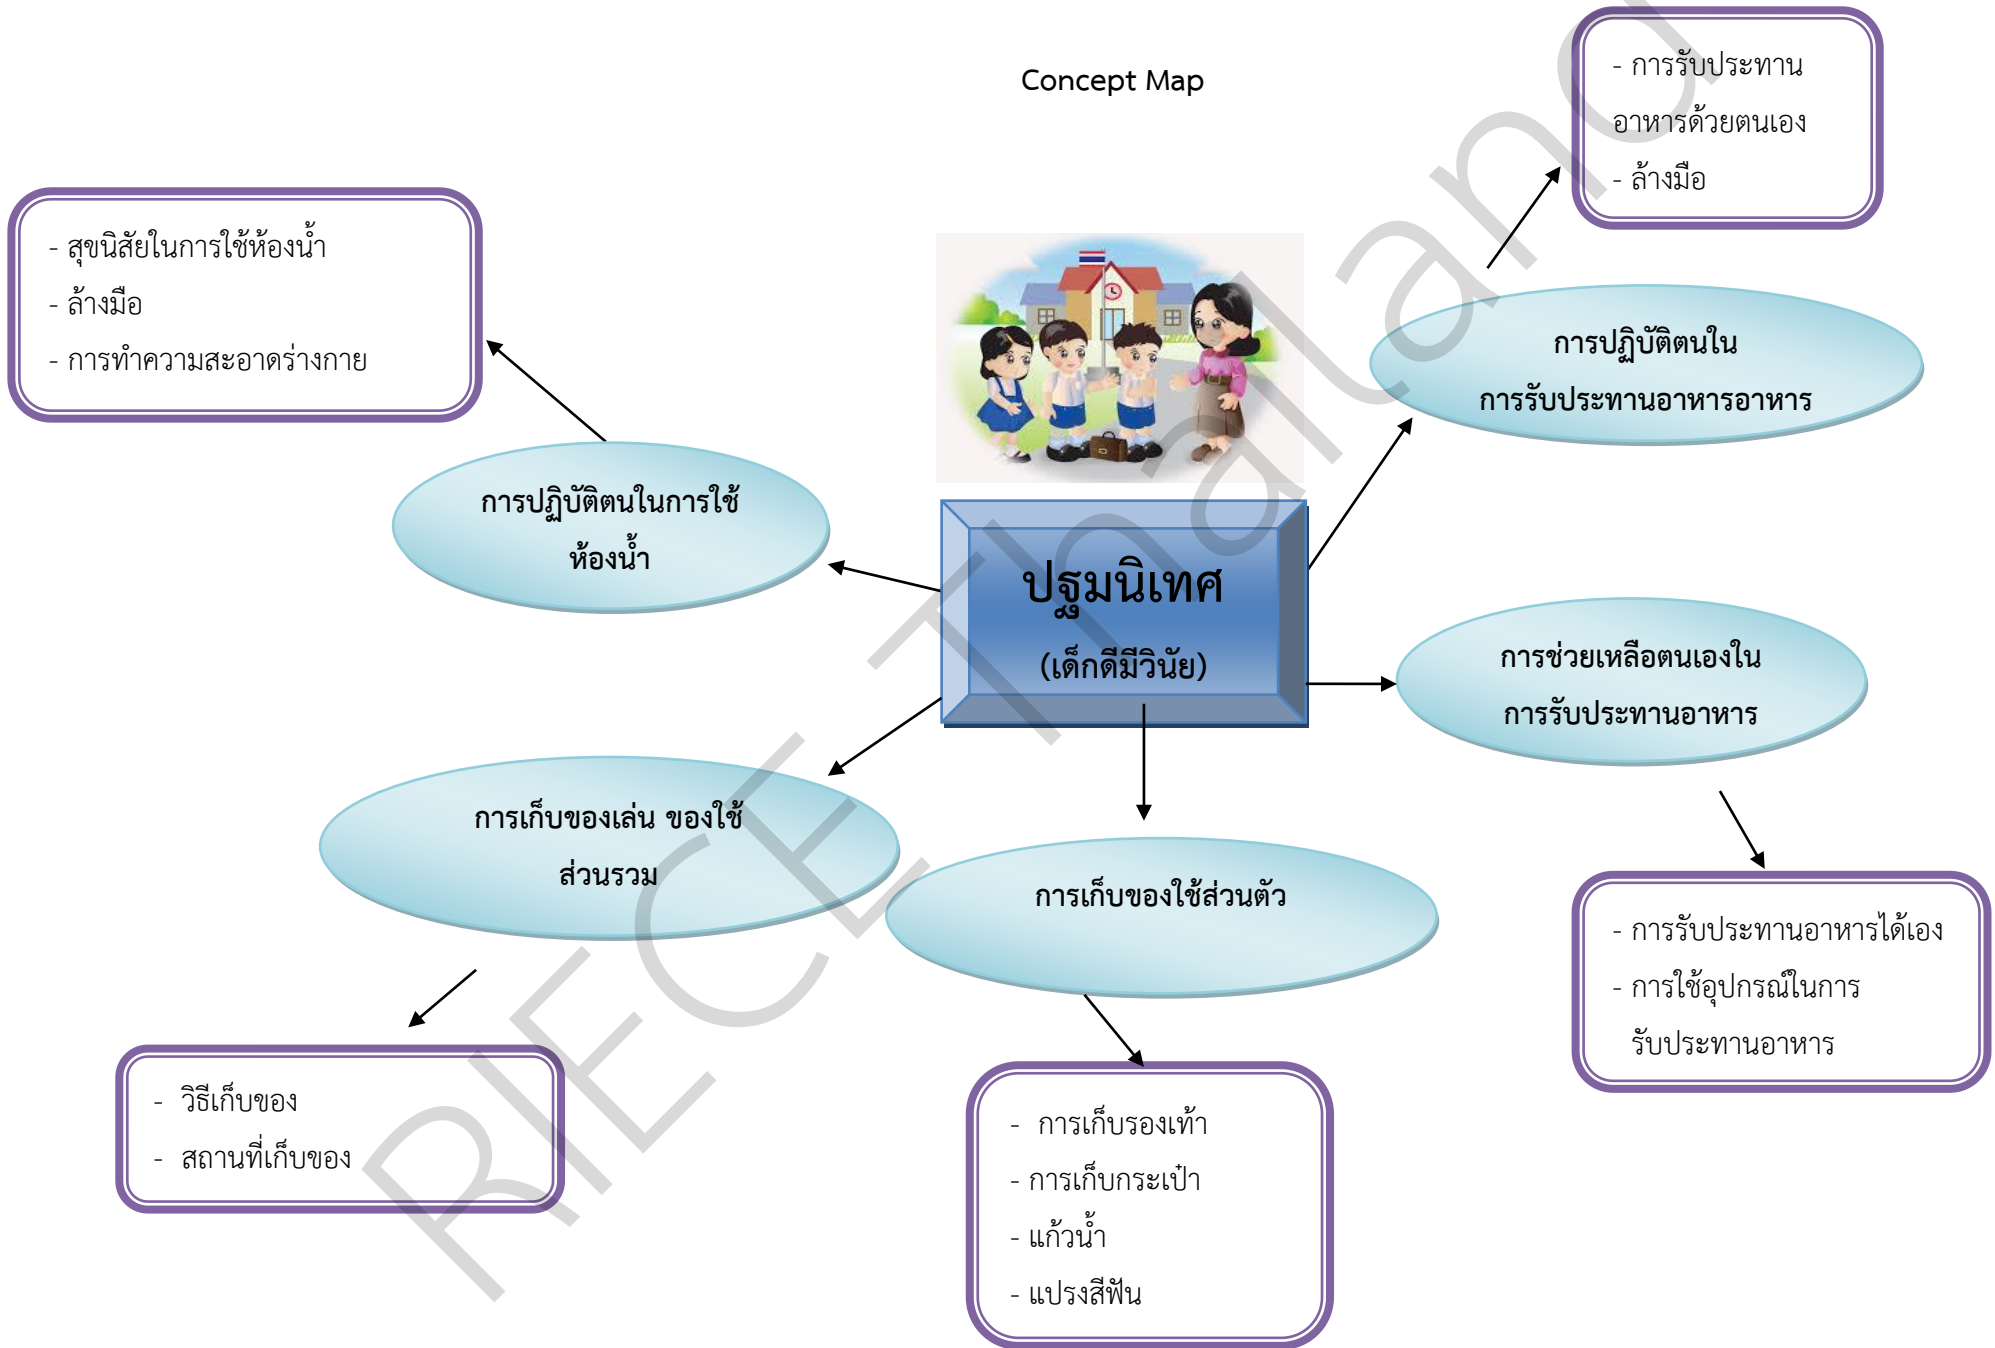 Concept Map
- การรับประทาน
อาหารด้วยตนเอง
- ล้างมือ
- สุขนิสัยในการใช้ห้องน้ำ
- ล้างมือ
- การทำความสะอาดร่างกาย
การปฏิบัติตนใน
การรับประทานอาหารอาหาร
การปฏิบัติตนในการใช้
ห้องน้ำ
ปฐมนิเทศ
(เด็กดีมีวินัย)
การช่วยเหลือตนเองใน
การรับประทานอาหาร
การเก็บของเล่น ของใช้
ส่วนรวม
การเก็บของใช้ส่วนตัว
- การรับประทานอาหารได้เอง
- การใช้อุปกรณ์ในการ
รับประทานอาหาร
- วิธีเก็บของ
- สถานที่เก็บของ
- การเก็บรองเท้า
- การเก็บกระเป๋า
- แก้วน้ำ
- แปรงสีฟัน
RIECE Thailand